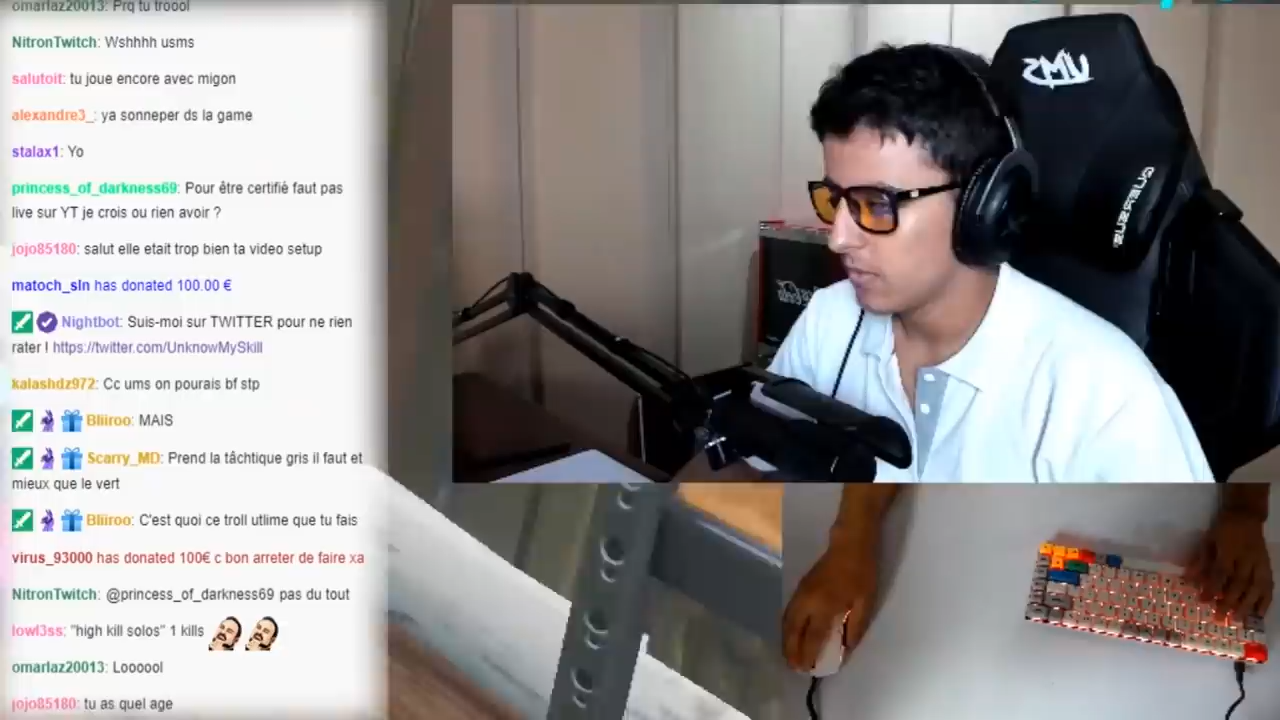 omarlaz20013: Prq tu troool
NitronTwitch: Wshhhh usms
salutoit: tu joue encore avec migon
alexandre3_: ya sonneper ds la game
stalax1: Yo
princess_of_darkness69: Pour être certifié faut pas
live sur YT je crois ou rien avoir ?
jojo85180: salut elle etait trop bien ta video setup
matoch_sln has donated 100.00 €
Nightbot: Suis-moi sur TWITTER pour ne rien
rater ! https://twitter.com/UnknowMySkill
kalashdz972: Cc ums on pourais bf stp
Bliiroo: MAIS
Scarry_MD: Prend la tâchtique gris il faut et
mieux que le vert
Bliiroo: C'est quoi ce troll utlime que tu fais
virus_93000 has donated 100€ c bon arreter de faire xa
NitronTwitch: @princess_of_darkness69 pas du tout
lowl3ss: "high kill solos" 1 kills
omarlaz20013: Loooool
jojo85180: tu as quel age
UMS
QUERSUS